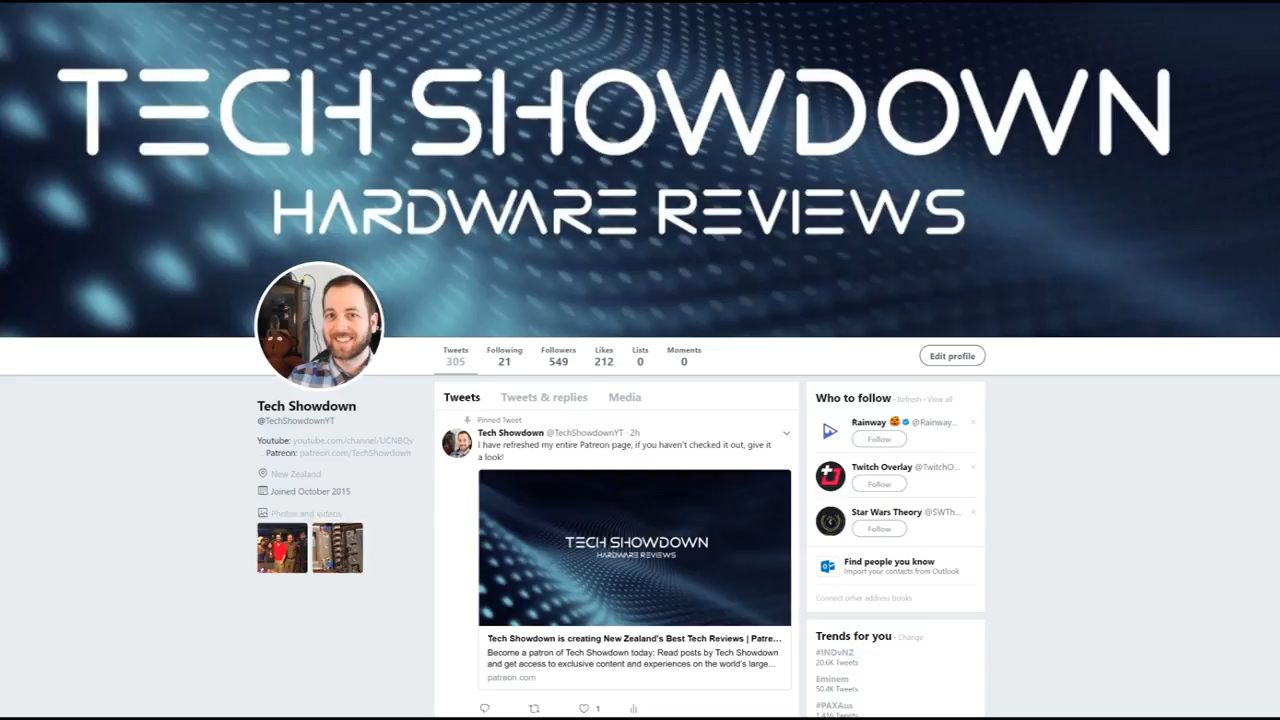 TECH SHOWDOWN
HARDWARE REVIEWS
Tweets
305
Following
21
Followers
549
Likes
212
Lists
0
Moments
0
Edit profile
Tech Showdown
@TechShowdownYT
Youtube: youtube.com/channel/UCNBQv
.. Patreon: patreon.com/TechShowdown
New Zealand
Joined October 2015
Photos and videos
Tweets
Tweets & replies
Media
Pinned Tweet
Tech Showdown @TechShowdownYT · 2h
I have refreshed my entire Patreon page, if you haven't checked it out, give it
a look!
TECH SHOWDOWN
HARDWARE REVIEWS
Tech Showdown is creating New Zealand's Best Tech Reviews | Patre...
Become a patron of Tech Showdown today: Read posts by Tech Showdown
and get access to exclusive content and experiences on the world's large...
patreon.com
1
Who to follow · Refresh · View all
Rainway @Rainway...
Follow
Twitch Overlay @TwitchO...
Follow
Star Wars Theory @SWTh...
Follow
Find people you know
Import your contacts from Outlook
Connect other address books
Trends for you · Change
#INDvNZ
20.6K Tweets
Eminem
50.4K Tweets
#PAXAus
1,416 Tweets